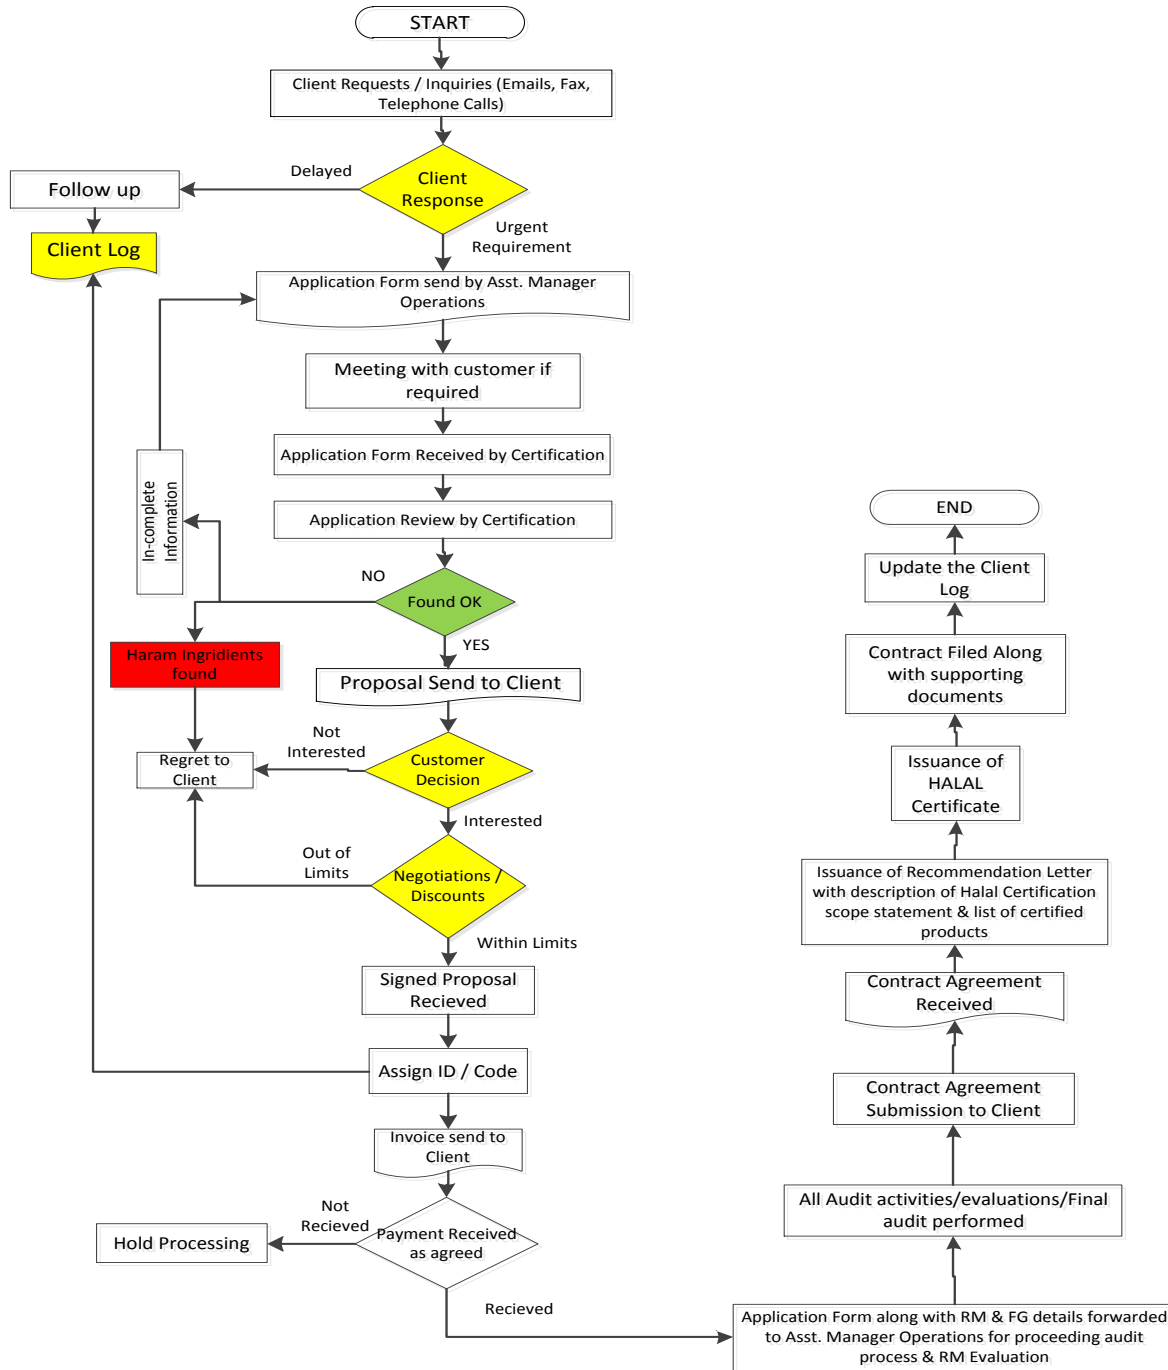 START
Client Requests / Inquiries (Emails, Fax,
Telephone Calls)
Delayed
Client
Response
Follow up
Client Log
Urgent
Requirement
Application Form send by Asst. Manager
Operations
Meeting with customer if
required
Application Form Received by Certification
In-complete
Information
Application Review by Certification
NO
Found OK
YES
Haram Ingridients
found
Proposal Send to Client
Not
Interested
Customer
Decision
Regret to
Client
Interested
Out of
Limits
Negotiations /
Discounts
Within Limits
Signed Proposal
Recieved
Assign ID / Code
Invoice send to
Client
Not
Recieved
Payment Received
as agreed
Hold Processing
Recieved
Application Form along with RM & FG details forwarded
to Asst. Manager Operations for proceeding audit
process & RM Evaluation
All Audit activities/evaluations/Final
audit performed
Contract Agreement
Submission to Client
Contract Agreement
Received
Issuance of Recommendation Letter
with description of Halal Certification
scope statement & list of certified
products
Issuance of
HALAL
Certificate
Contract Filed Along
with supporting
documents
Update the Client
Log
END